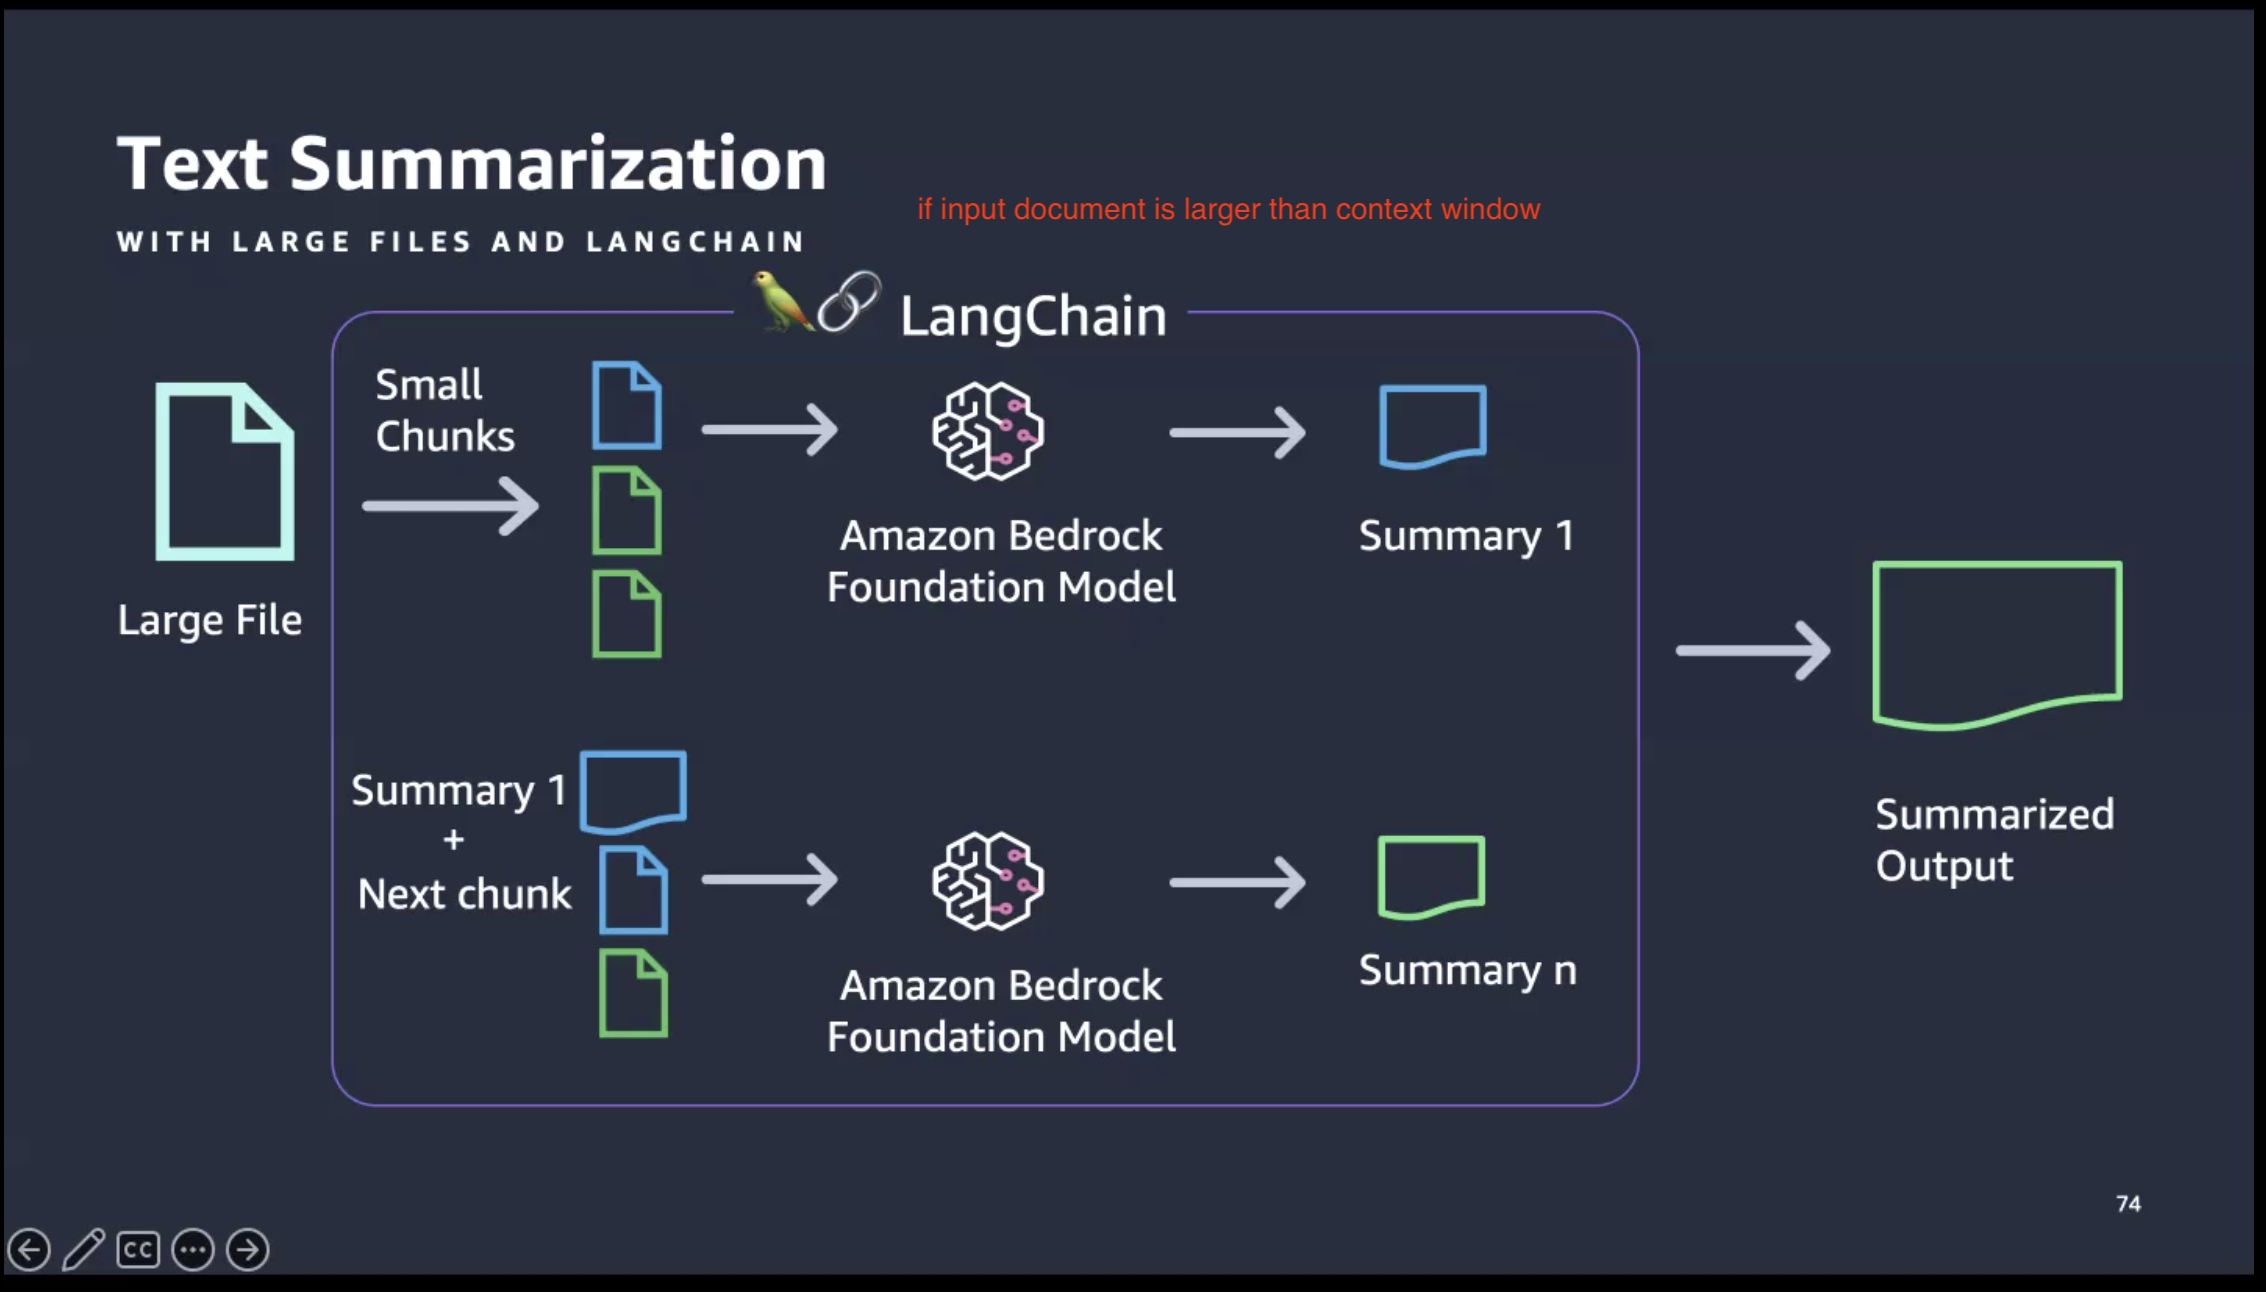 Text Summarization
WITH LARGE FILES AND LANGCHAIN
if input document is larger than context window
LangChain
Large File
Small
Chunks
Amazon Bedrock
Foundation Model
Summary 1
Summary 1
+
Next chunk
Amazon Bedrock
Foundation Model
Summary n
Summarized
Output
74
CC